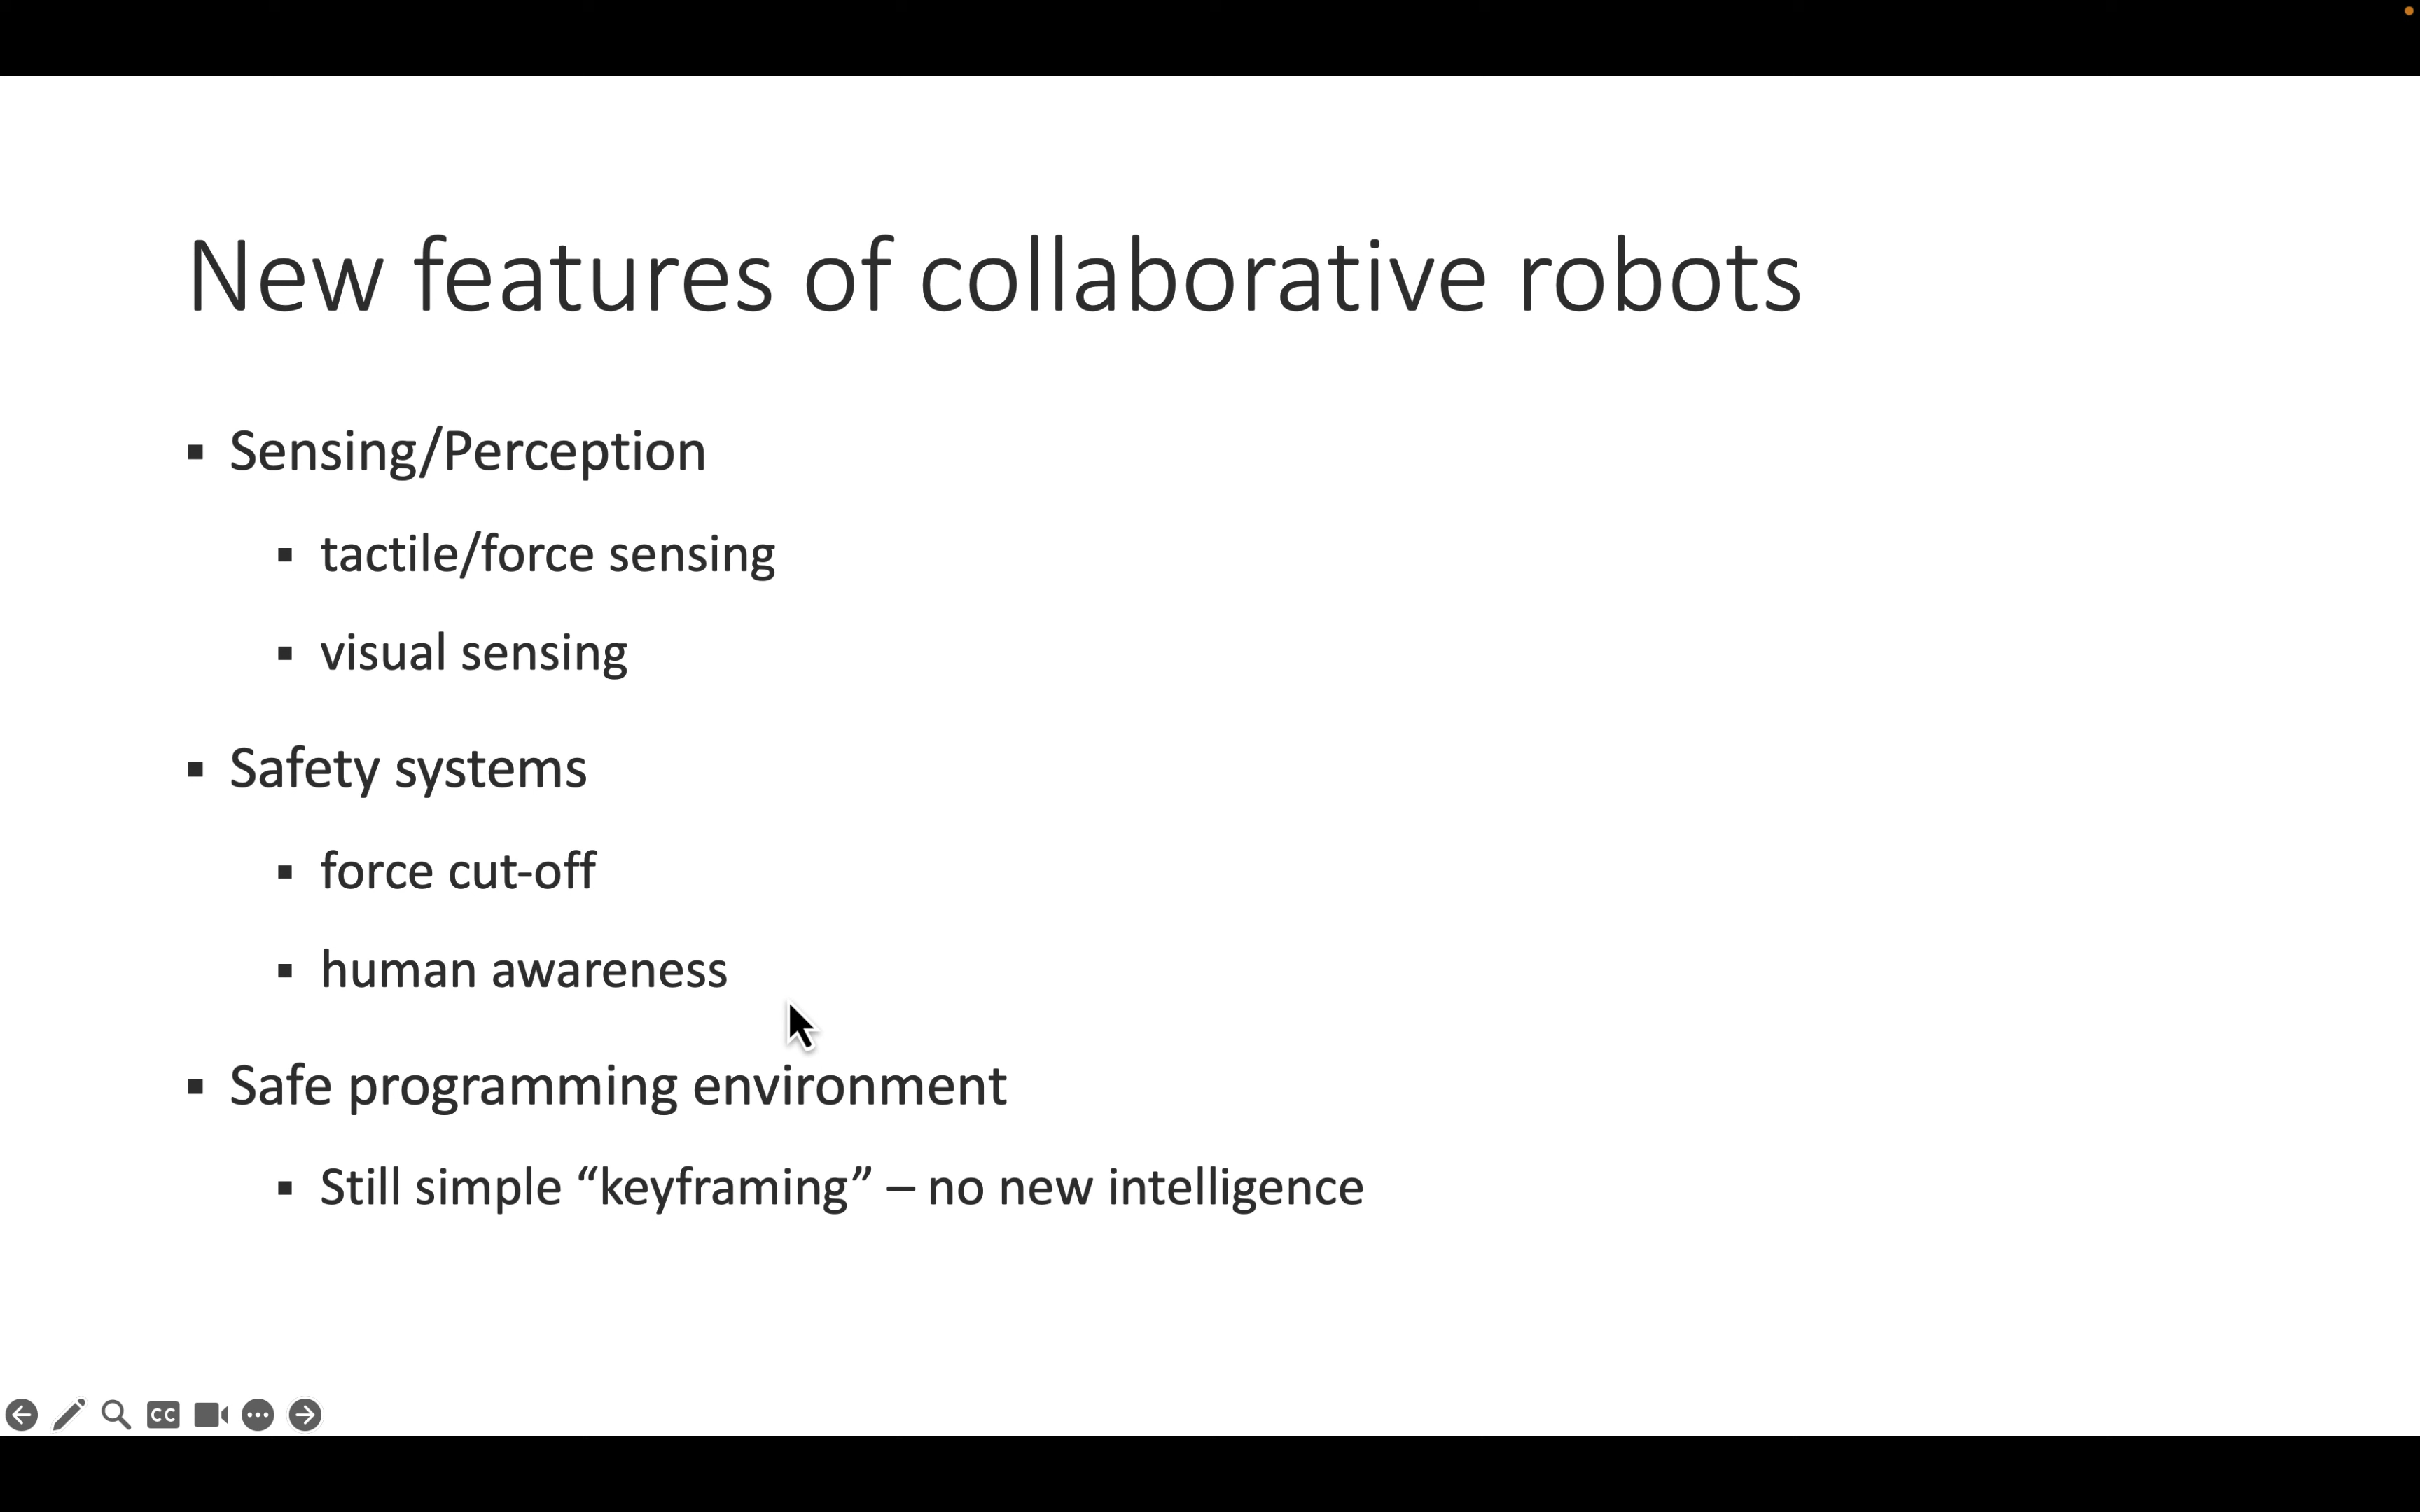 New features of collaborative robots
▪ Sensing/Perception
▪ tactile/force sensing
▪ visual sensing
▪ Safety systems
▪ force cut-off
▪ human awareness
▪ Safe programming environment
▪ Still simple “keyframing” – no new intelligence
CC